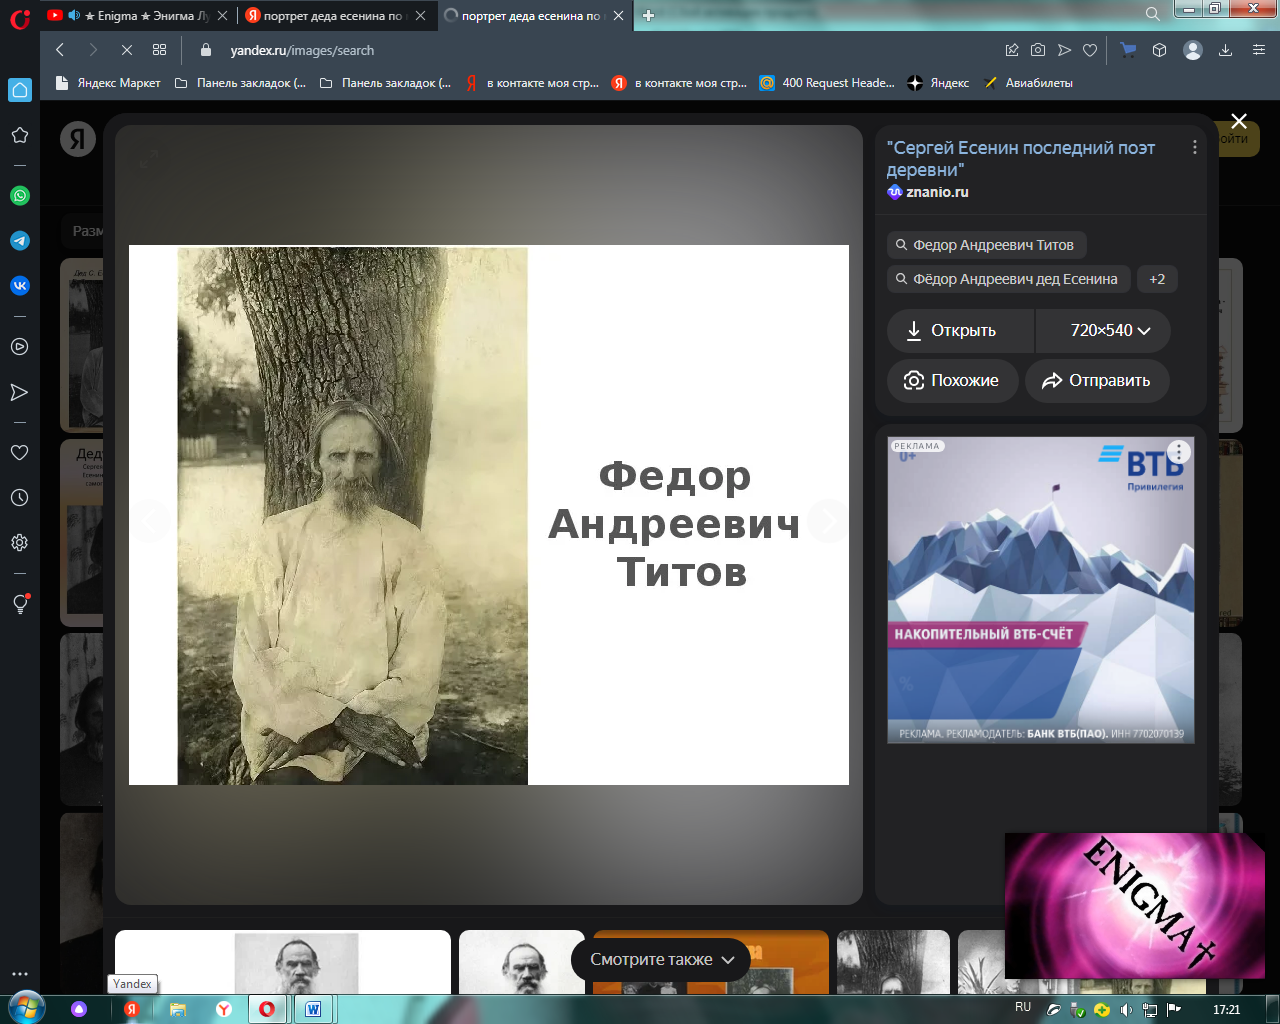 ★ Enigma ★ Энигма Лу
портрет деда есенина по
портрет деда есенина по
yandex.ru/images/search
Яндекс Маркет
Панель закладок (...
Панель закладок (...
в контакте моя стр...
в контакте моя стр...
400 Request Heade...
Яндекс
Авиабилеты
Я
ойти
Разм
Федор
Андреевич
Титов
"Сергей Есенин последний поэт
деревни"
znanio.ru
Федор Андреевич Титов
Фёдор Андреевич дед Есенина
+2
Открыть
720×540
Похожие
Отправить
РЕКЛАМА
0+
ВТБ
Привилегия
НАКОПИТЕЛЬНЫЙ ВТБ-СЧЁТ
%
РЕКЛАМА. РЕКЛАМОДАТЕЛЬ: БАНК ВТБ(ПАО). ИНН 7702070139
ENIGMA
Смотрите также
Yandex
RU
17:21